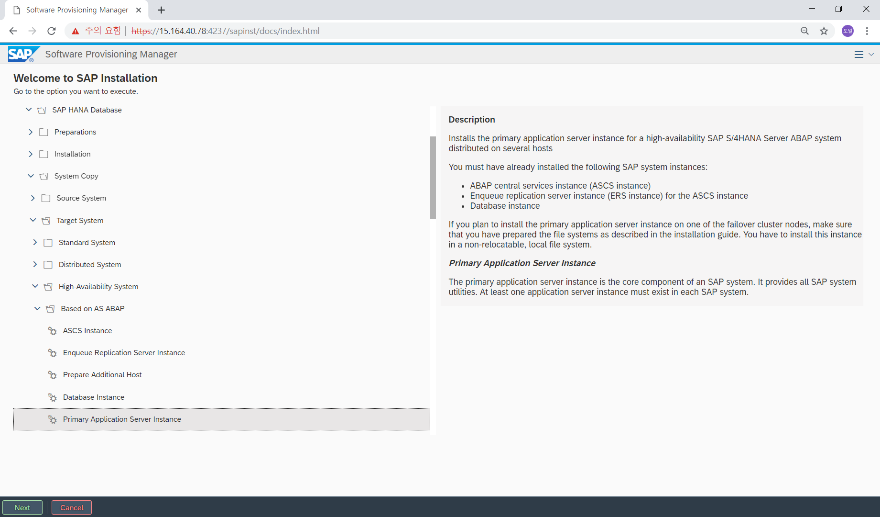 Software Provisioning Manager
수의 요함 | https://15.164.40.78:4237//sapinst/docs/index.html
SAP Software Provisioning Manager
Welcome to SAP Installation
Go to the option you want to execute.
SAP HANA Database
Preparations
Installation
System Copy
Source System
Target System
Standard System
Distributed System
High-Availability System
Based on AS ABAP
ASCS Instance
Enqueue Replication Server Instance
Prepare Additional Host
Database Instance
Primary Application Server Instance
Description
Installs the primary application server instance for a high-availability SAP S/4HANA Server ABAP system
distributed on several hosts
You must have already installed the following SAP system instances:
• ABAP central services instance (ASCS instance)
• Enqueue replication server instance (ERS instance) for the ASCS instance
• Database instance
If you plan to install the primary application server instance on one of the failover cluster nodes, make sure
that you have prepared the file systems as described in the installation guide. You have to install this instance
in a non-relocatable, local file system.
Primary Application Server Instance
The primary application server instance is the core component of an SAP system. It provides all SAP system
utilities. At least one application server instance must exist in each SAP system.
Next
Cancel